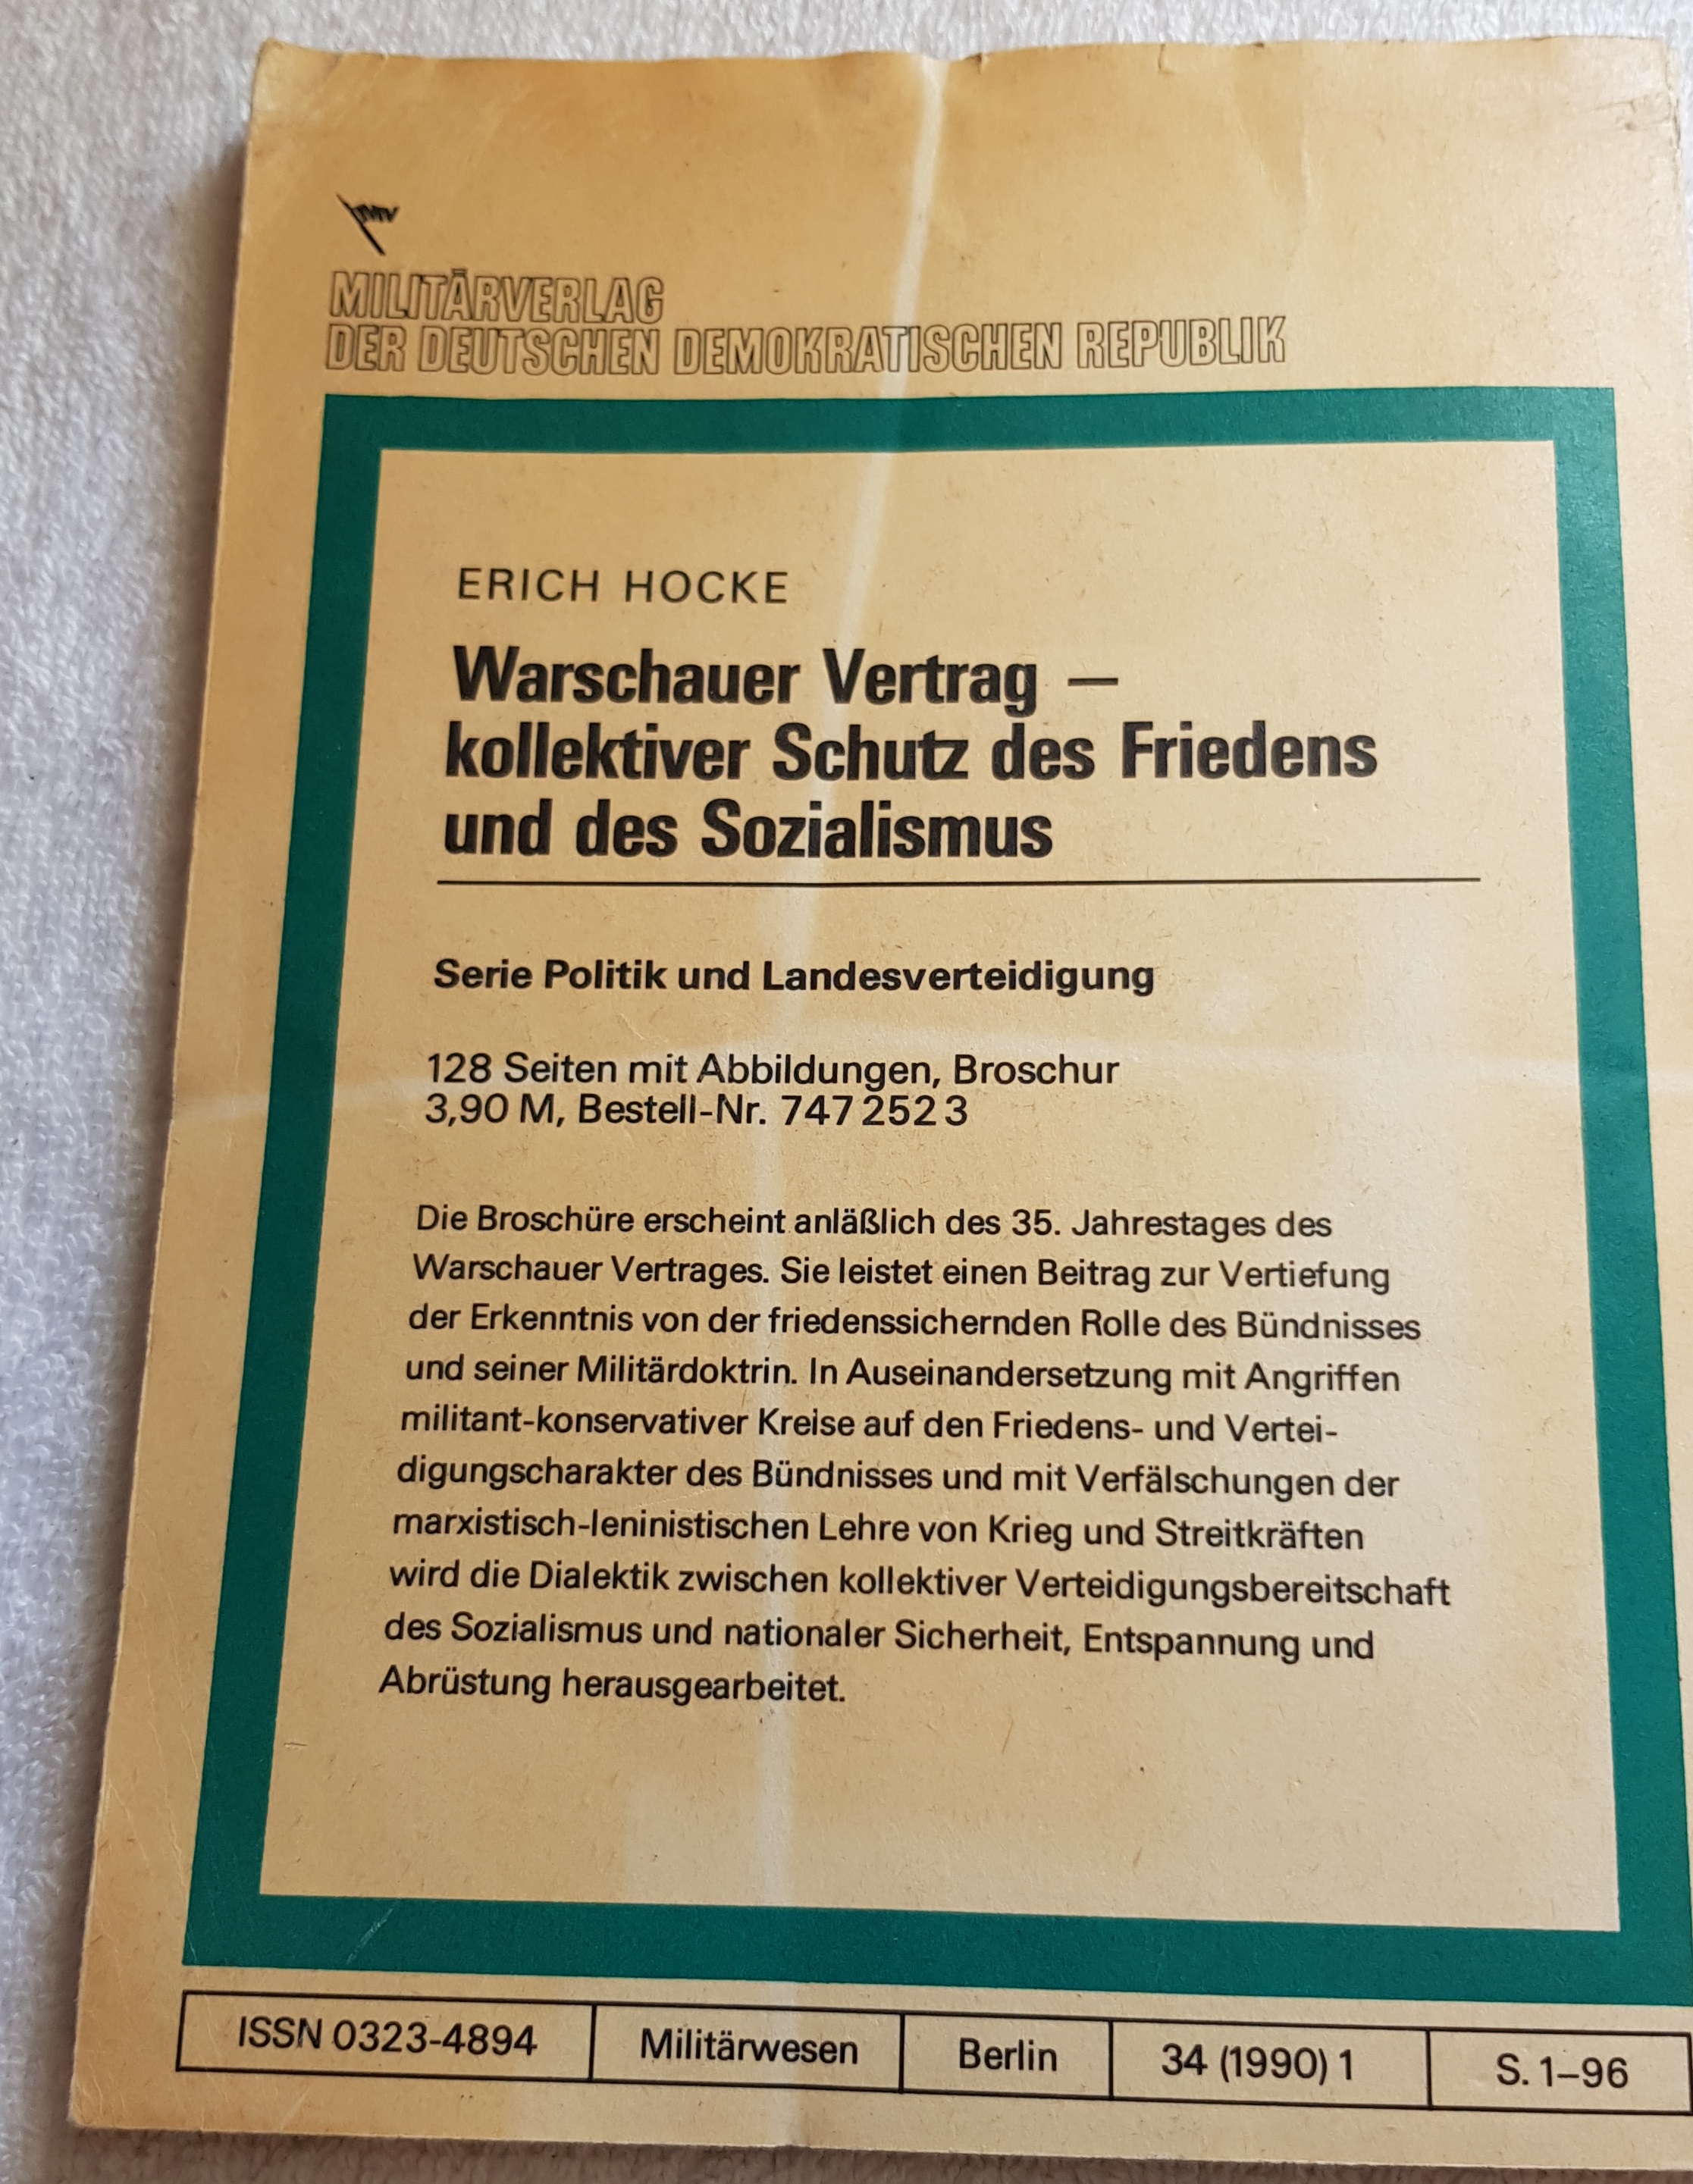 MV
MILITÄRVERLAG
DER DEUTSCHEN DEMOKRATISCHEN REPUBLIK
ERICH HOCKE
Warschauer Vertrag —
kollektiver Schutz des Friedens
und des Sozialismus
Serie Politik und Landesverteidigung
128 Seiten mit Abbildungen, Broschur
3,90 M, Bestell-Nr. 747 252 3
Die Broschüre erscheint anläßlich des 35. Jahrestages des
Warschauer Vertrages. Sie leistet einen Beitrag zur Vertiefung
der Erkenntnis von der friedenssichernden Rolle des Bündnisses
und seiner Militärdoktrin. In Auseinandersetzung mit Angriffen
militant-konservativer Kreise auf den Friedens- und Vertei-
digungscharakter des Bündnisses und mit Verfälschungen der
marxistisch-leninistischen Lehre von Krieg und Streitkräften
wird die Dialektik zwischen kollektiver Verteidigungsbereitschaft
des Sozialismus und nationaler Sicherheit, Entspannung und
Abrüstung herausgearbeitet.
ISSN 0323-4894 Militärwesen Berlin 34 (1990) 1 S. 1–96